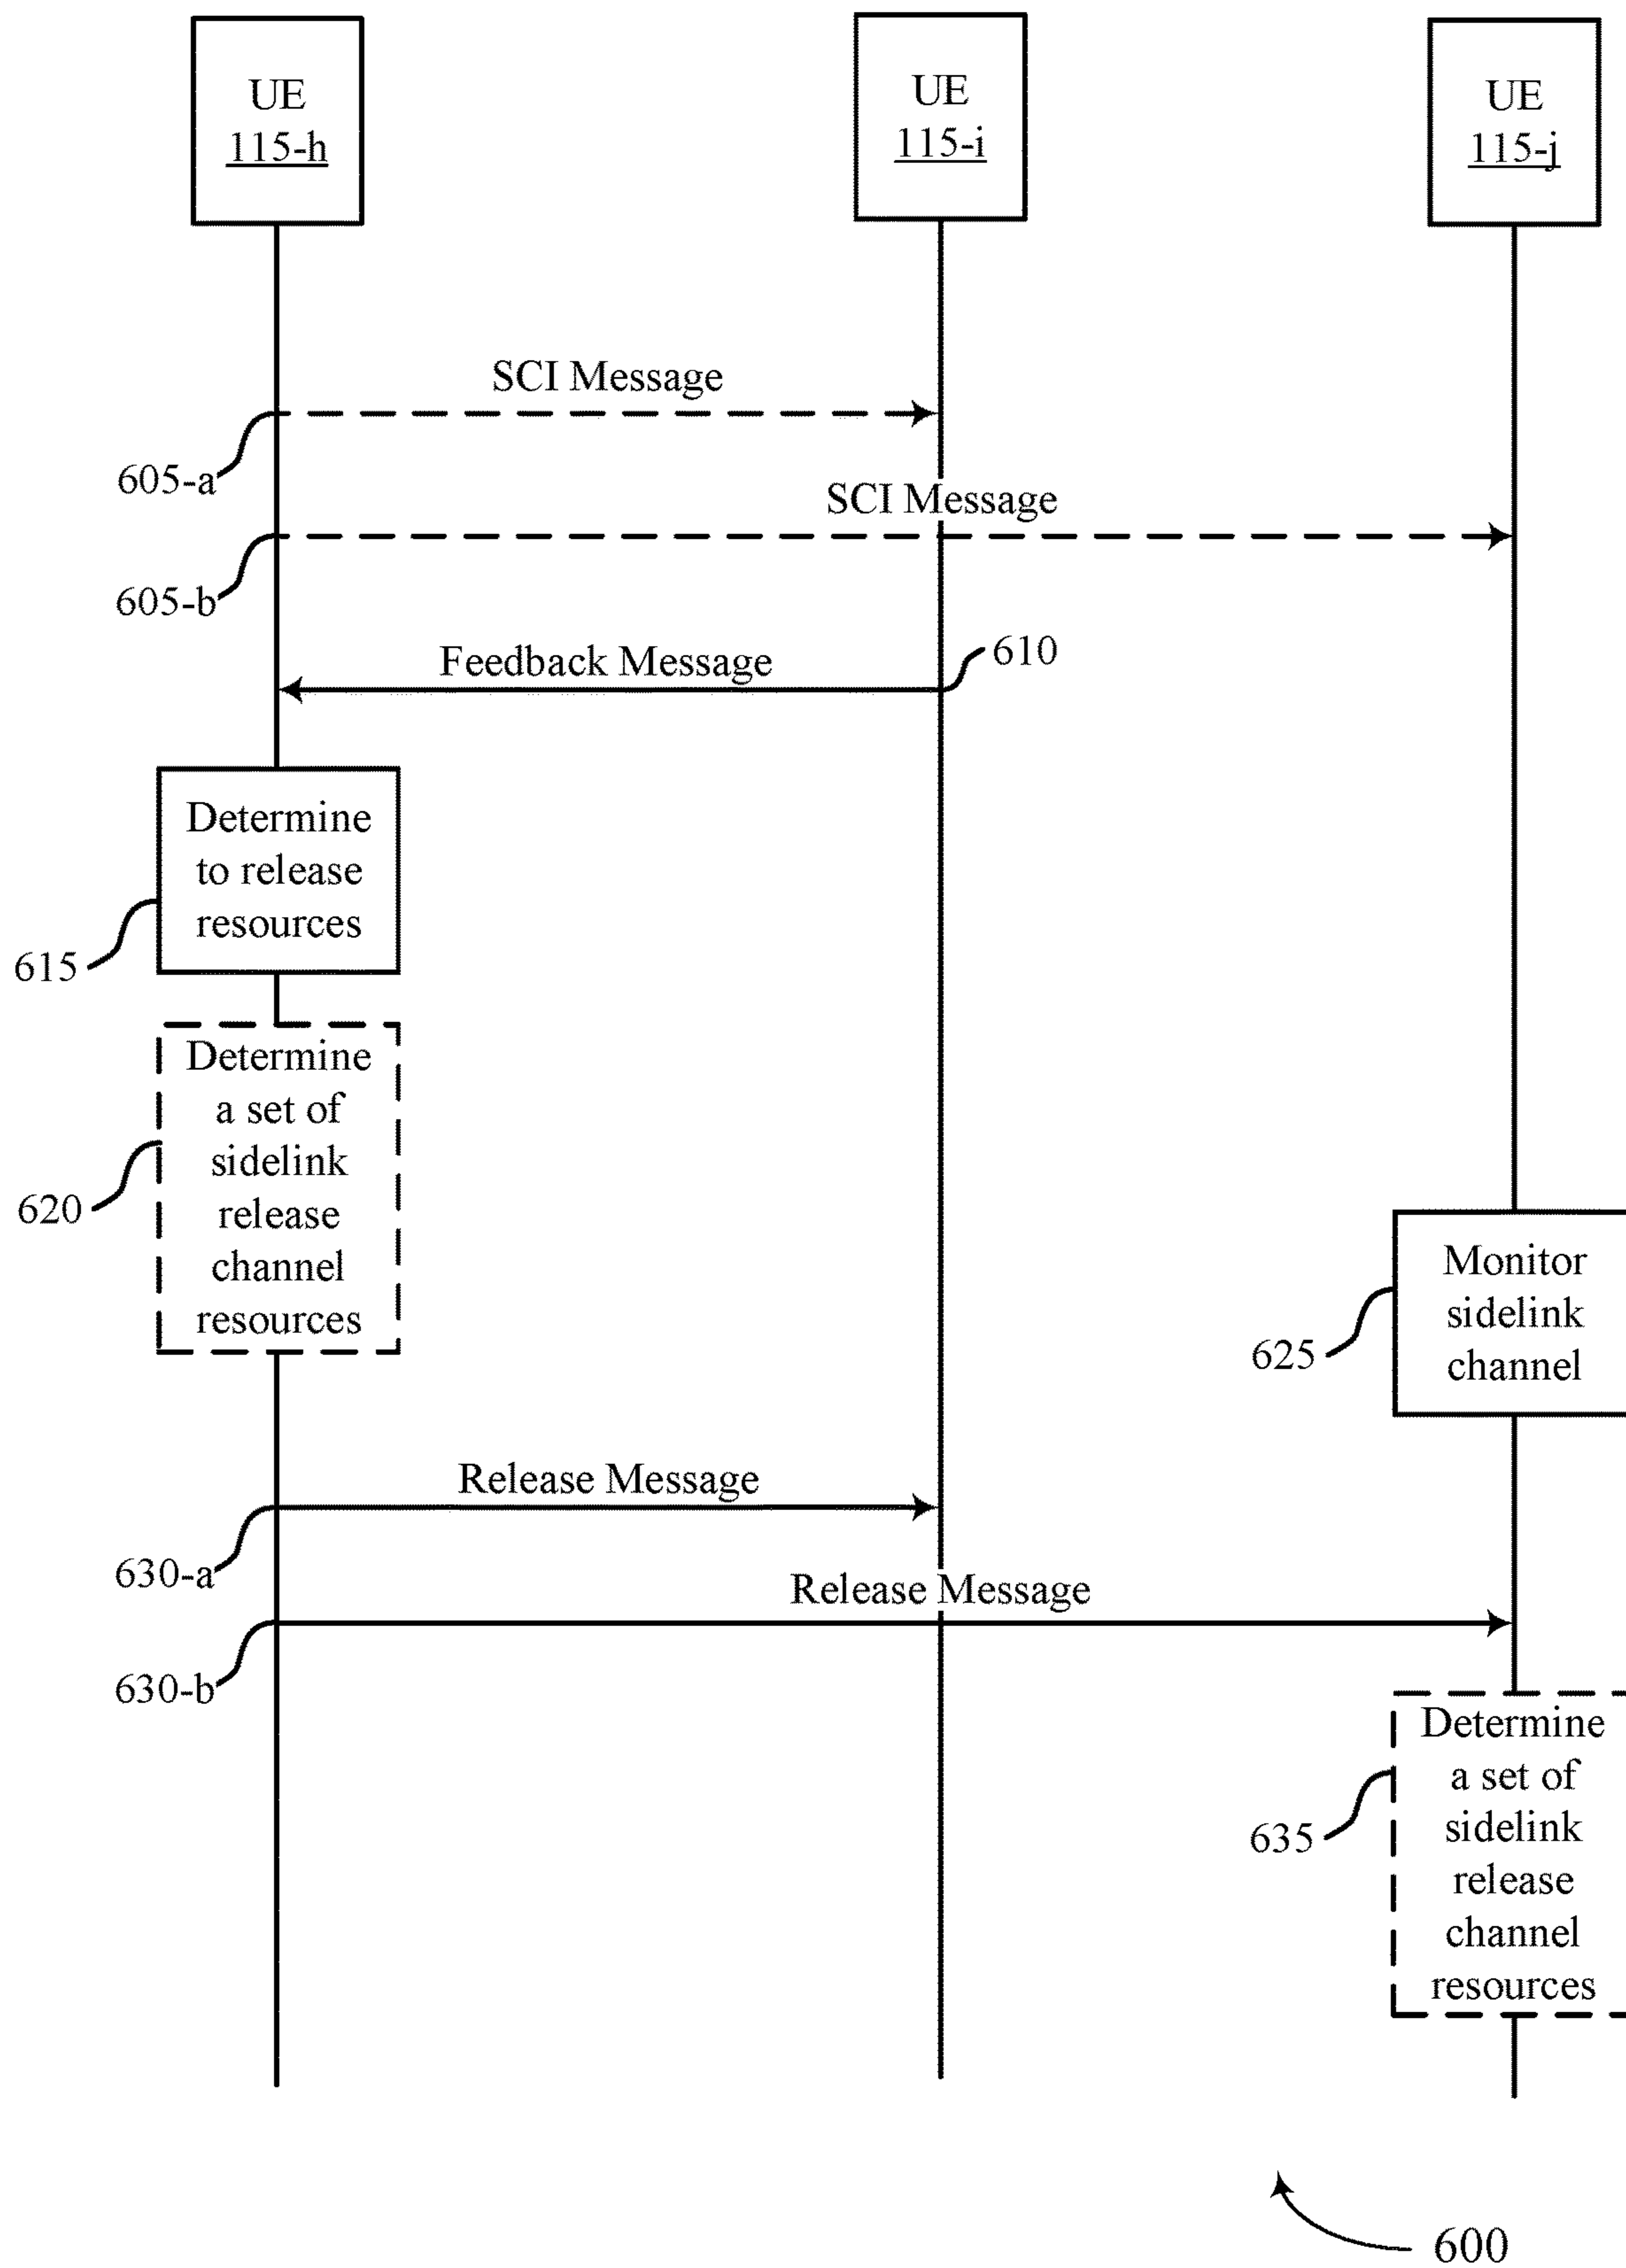 UE
115-h
UE
115-i
UE
115-j
SCI Message
605-a
SCI Message
605-b
Feedback Message
610
Determine
to release
resources
615
Determine
a set of
sidelink
release
channel
resources
620
Monitor
sidelink
channel
625
Release Message
630-a
Release Message
630-b
Determine
a set of
sidelink
release
channel
resources
635
600